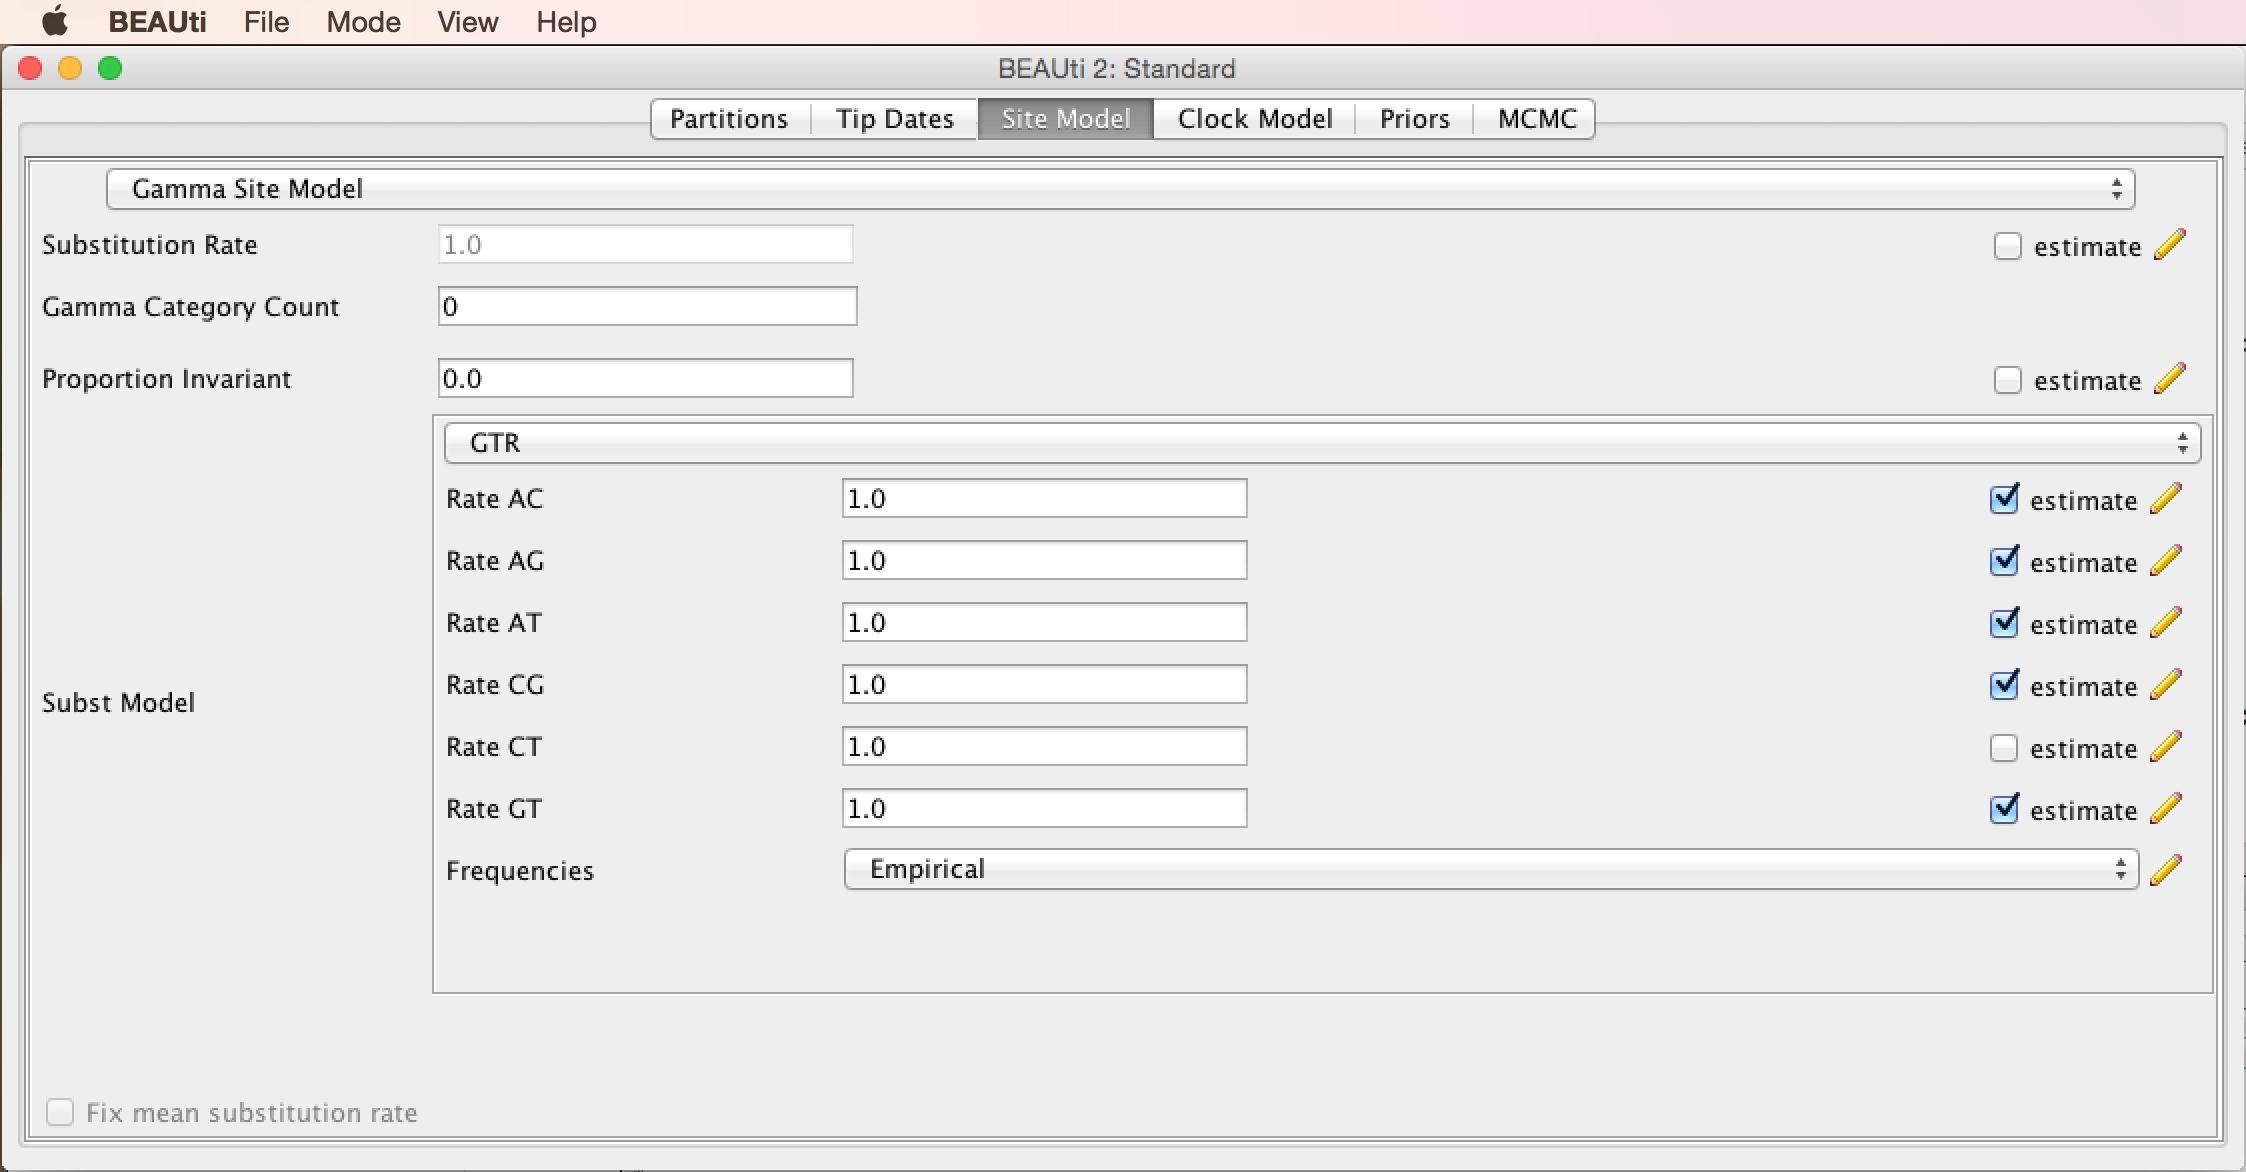 BEAUti File Mode View Help
BEAUti 2: Standard
Partitions Tip Dates Site Model Clock Model Priors MCMC
Gamma Site Model
Substitution Rate 1.0 estimate
Gamma Category Count 0
Proportion Invariant 0.0 estimate
GTR
Rate AC 1.0 estimate
Rate AG 1.0 estimate
Rate AT 1.0 estimate
Rate CG 1.0 estimate
Subst Model
Rate CT 1.0 estimate
Rate GT 1.0 estimate
Frequencies Empirical
Fix mean substitution rate